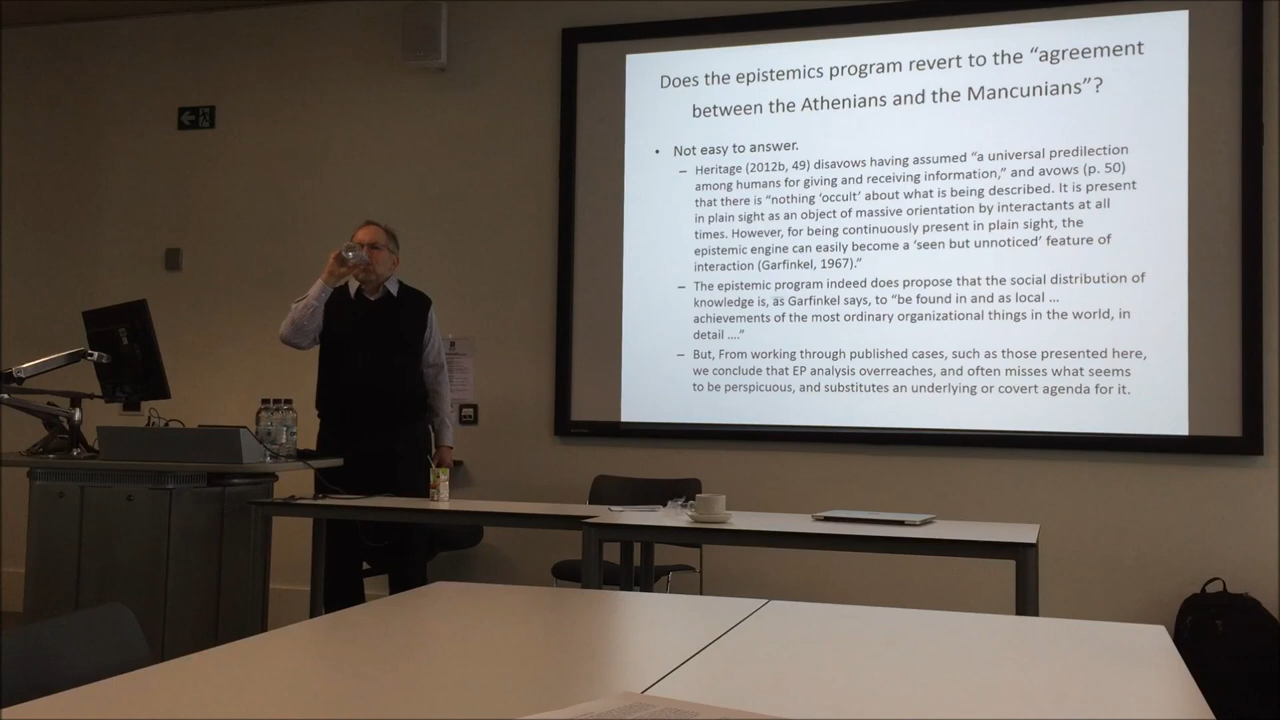 Does the epistemics program revert to the “agreement
between the Athenians and the Mancunians”?
• Not easy to answer.
– Heritage (2012b, 49) disavows having assumed “a universal predilection
among humans for giving and receiving information,” and avows (p. 50)
that there is “nothing ‘occult’ about what is being described. It is present
in plain sight as an object of massive orientation by interactants at all
times. However, for being continuously present in plain sight, the
epistemic engine can easily become a ‘seen but unnoticed’ feature of
interaction (Garfinkel, 1967).”
– The epistemic program indeed does propose that the social distribution of
knowledge is, as Garfinkel says, to “be found in and as local ...
achievements of the most ordinary organizational things in the world, in
detail ....”
– But, From working through published cases, such as those presented here,
we conclude that EP analysis overreaches, and often misses what seems
to be perspicuous, and substitutes an underlying or covert agenda for it.